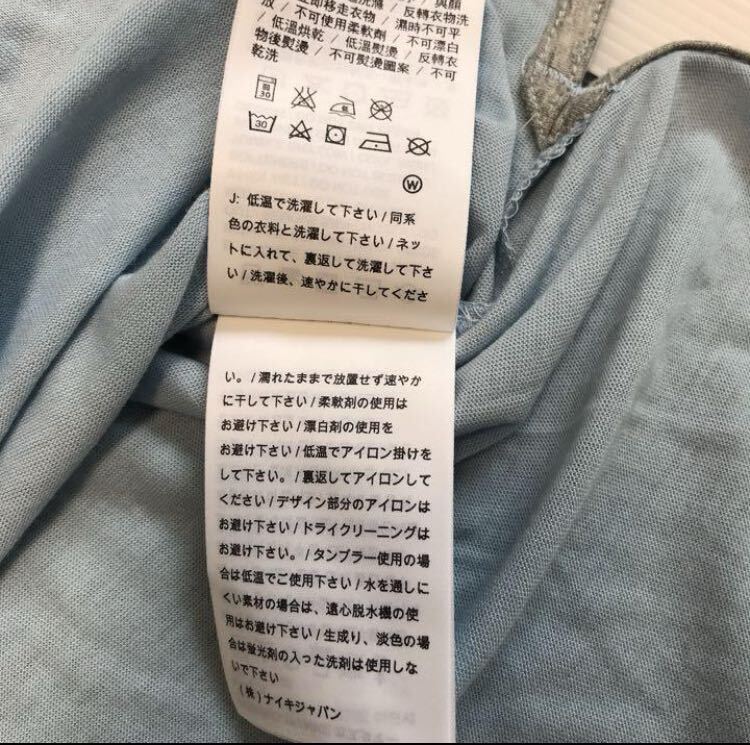 即移走衣物 / 濕時不可平
放 / 不可使用柔軟劑 / 不可漂白
/ 低溫烘乾 / 低溫熨燙 / 反轉衣
物後熨燙 / 不可熨燙圖案 / 不可
乾洗
30
低
30
W
J: 低温で洗濯して下さい / 同系
色の衣料と洗濯して下さい / ネッ
トに入れて、裏返して洗濯して下さ
い / 洗濯後、速やかに干してくださ
い。/ 濡れたままで放置せず速やか
に干して下さい / 柔軟剤の使用は
お避け下さい / 漂白剤の使用を
お避け下さい / 低温でアイロン掛けを
して下さい。/ 裏返してアイロンして
ください / デザイン部分のアイロンは
お避け下さい / ドライクリーニングは
お避け下さい。/ タンブラー使用の場
合は低温でご使用下さい / 水を通しに
くい素材の場合は、遠心脱水機の使
用はお避け下さい / 生成り、淡色の場
合は蛍光剤の入った洗剤は使用しな
いで下さい
(株) ナイキジャパン